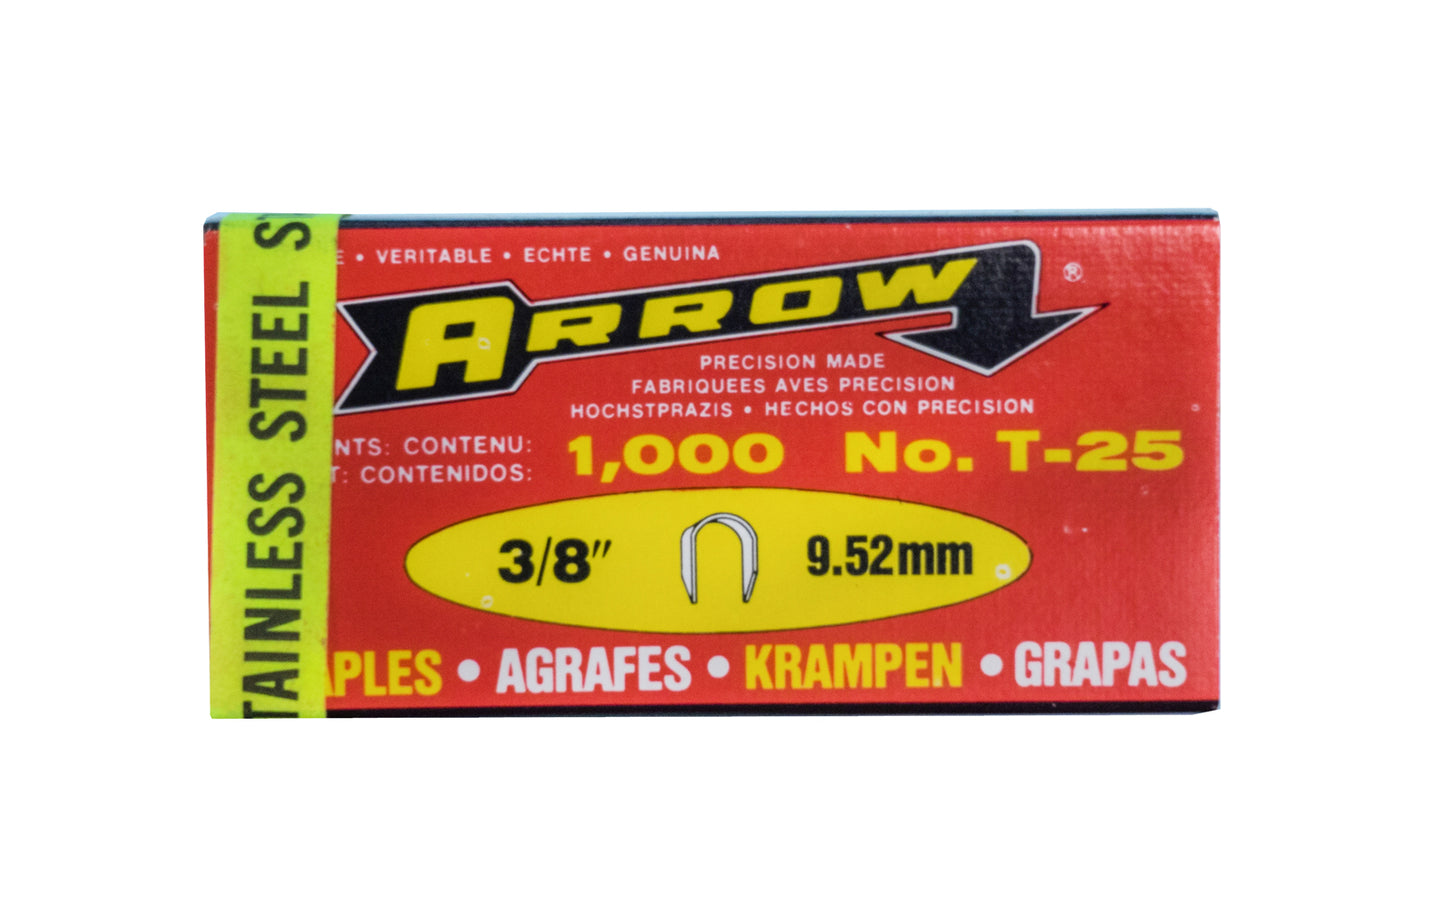 E • VERITABLE • ECHTE • GENUINA
ARROW ®
PRECISION MADE
FABRIQUEES AVES PRECISION
HOCHSTPRAZIS • HECHOS CON PRECISION
NTS: CONTENU:
T: CONTENIDOS:
1,000 No. T-25
3/8" 9.52mm
APLES • AGRAFES • KRAMPEN • GRAPAS
TAINLESS STEEL S